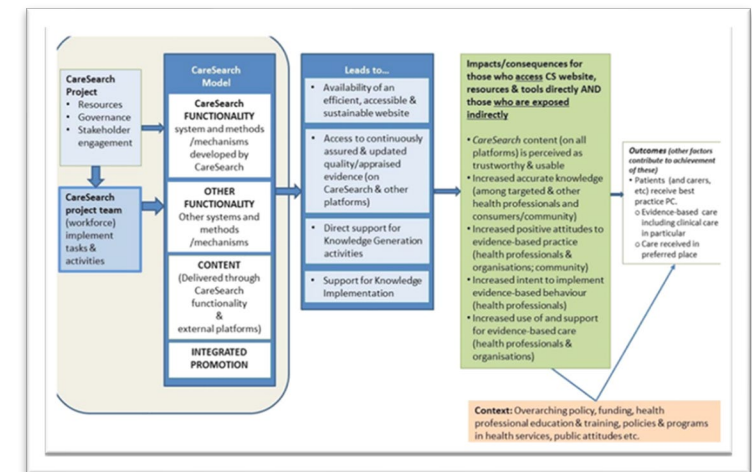 CareSearch
Project
• Resources
• Governance
• Stakeholder
engagement
CareSearch
project team
(workforce)
implement
tasks &
activities
CareSearch
Model
CareSearch
FUNCTIONALITY
system and methods
/mechanisms
developed by
CareSearch
OTHER
FUNCTIONALITY
Other systems and
methods
/mechanisms
CONTENT
(Delivered through
CareSearch
functionality
&
external platforms)
INTEGRATED
PROMOTION
Leads to...
• Availability of an
efficient, accessible &
sustainable website
• Access to continuously
assured & updated
quality/appraised
evidence (on
CareSearch & other
platforms)
• Direct support for
Knowledge Generation
activities
• Support for Knowledge
Implementation
Impacts/consequences for
those who access CS website,
resources & tools directly AND
those who are exposed
indirectly
• CareSearch content (on all
platforms) is perceived as
trustworthy & usable
• Increased accurate knowledge
(among targeted & other
health professionals and
consumers/community)
• Increased positive attitudes to
evidence-based practice
(health professionals &
organisations; community)
• Increased intent to implement
evidence-based behaviour
(health professionals)
• Increased use of and support
for evidence-based care
(health professionals &
organisations)
Outcomes (other factors
contribute to achievement of
these)
• Patients (and carers,
etc) receive best
practice PC.
o Evidence-based care
including clinical care
in particular
o Care received in
preferred place
Context: Overarching policy, funding, health
professional education & training, policies & programs
in health services, public attitudes etc.